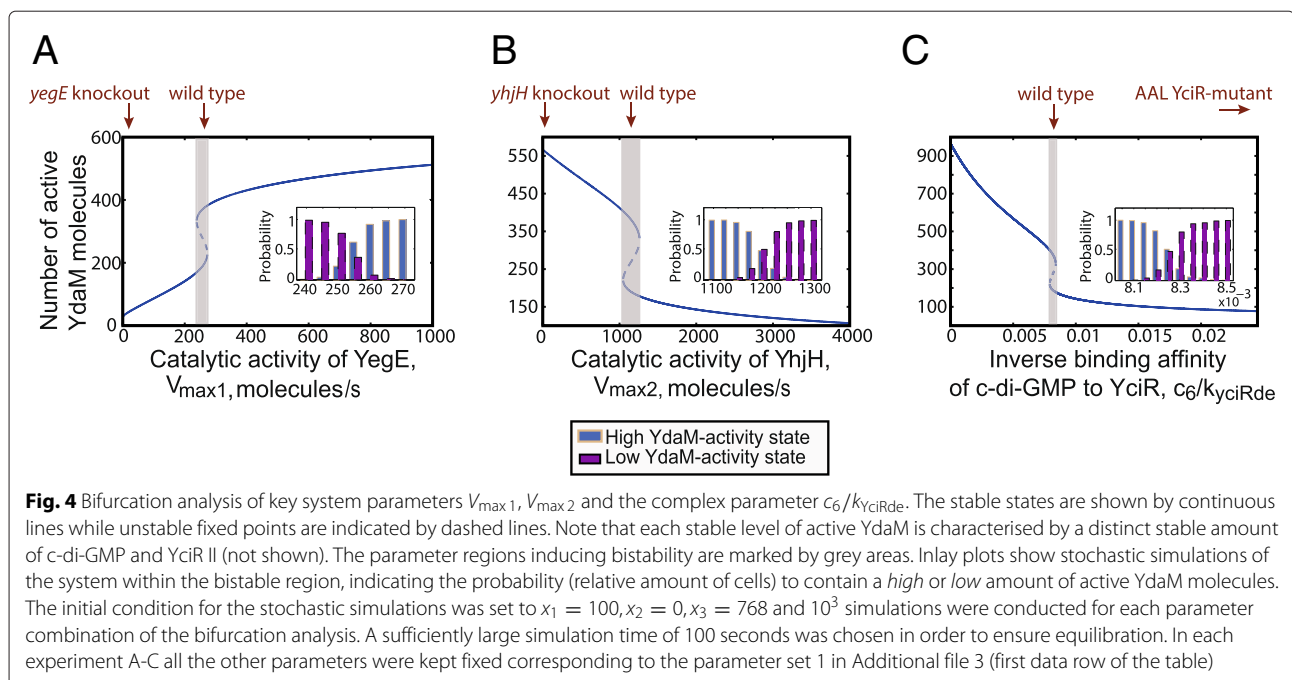 A
B
C
yegE knockout
wild type
yhjH knockout
wild type
wild type
AAL YciR-mutant
Number of active
YdaM molecules
600
400
200
0
0
200
400
600
800
1000
Catalytic activity of YegE,
Vmax1, molecules/s
Probability
1
0.5
0
240
250
260
270
550
450
350
250
150
0
1000
2000
3000
4000
Catalytic activity of YhjH,
Vmax2, molecules/s
Probability
1
0.5
0
1100
1200
1300
900
700
500
300
100
0
0.005
0.01
0.015
0.02
Inverse binding affinity
of c-di-GMP to YciR, c6/kyciRde
Probability
1
0.5
0
8.1
8.3
8.5
x10⁻³
High YdaM-activity state
Low YdaM-activity state
Fig. 4 Bifurcation analysis of key system parameters Vmax 1, Vmax 2 and the complex parameter c6/kYciRde. The stable states are shown by continuous
lines while unstable fixed points are indicated by dashed lines. Note that each stable level of active YdaM is characterised by a distinct stable amount
of c-di-GMP and YciR II (not shown). The parameter regions inducing bistability are marked by grey areas. Inlay plots show stochastic simulations of
the system within the bistable region, indicating the probability (relative amount of cells) to contain a high or low amount of active YdaM molecules.
The initial condition for the stochastic simulations was set to x₁ = 100, x₂ = 0, x₃ = 768 and 10³ simulations were conducted for each parameter
combination of the bifurcation analysis. A sufficiently large simulation time of 100 seconds was chosen in order to ensure equilibration. In each
experiment A-C all the other parameters were kept fixed corresponding to the parameter set 1 in Additional file 3 (first data row of the table)